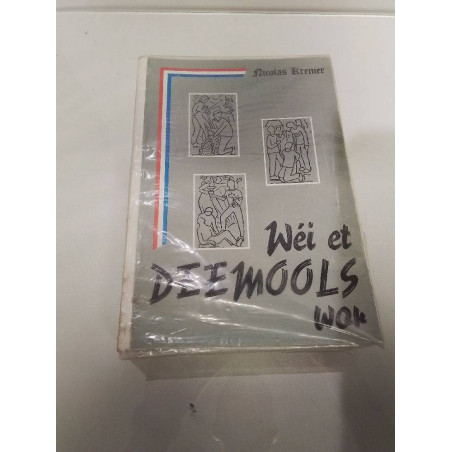 Nicolas Kremer
Wéi et
DEEMOOLS
WOR